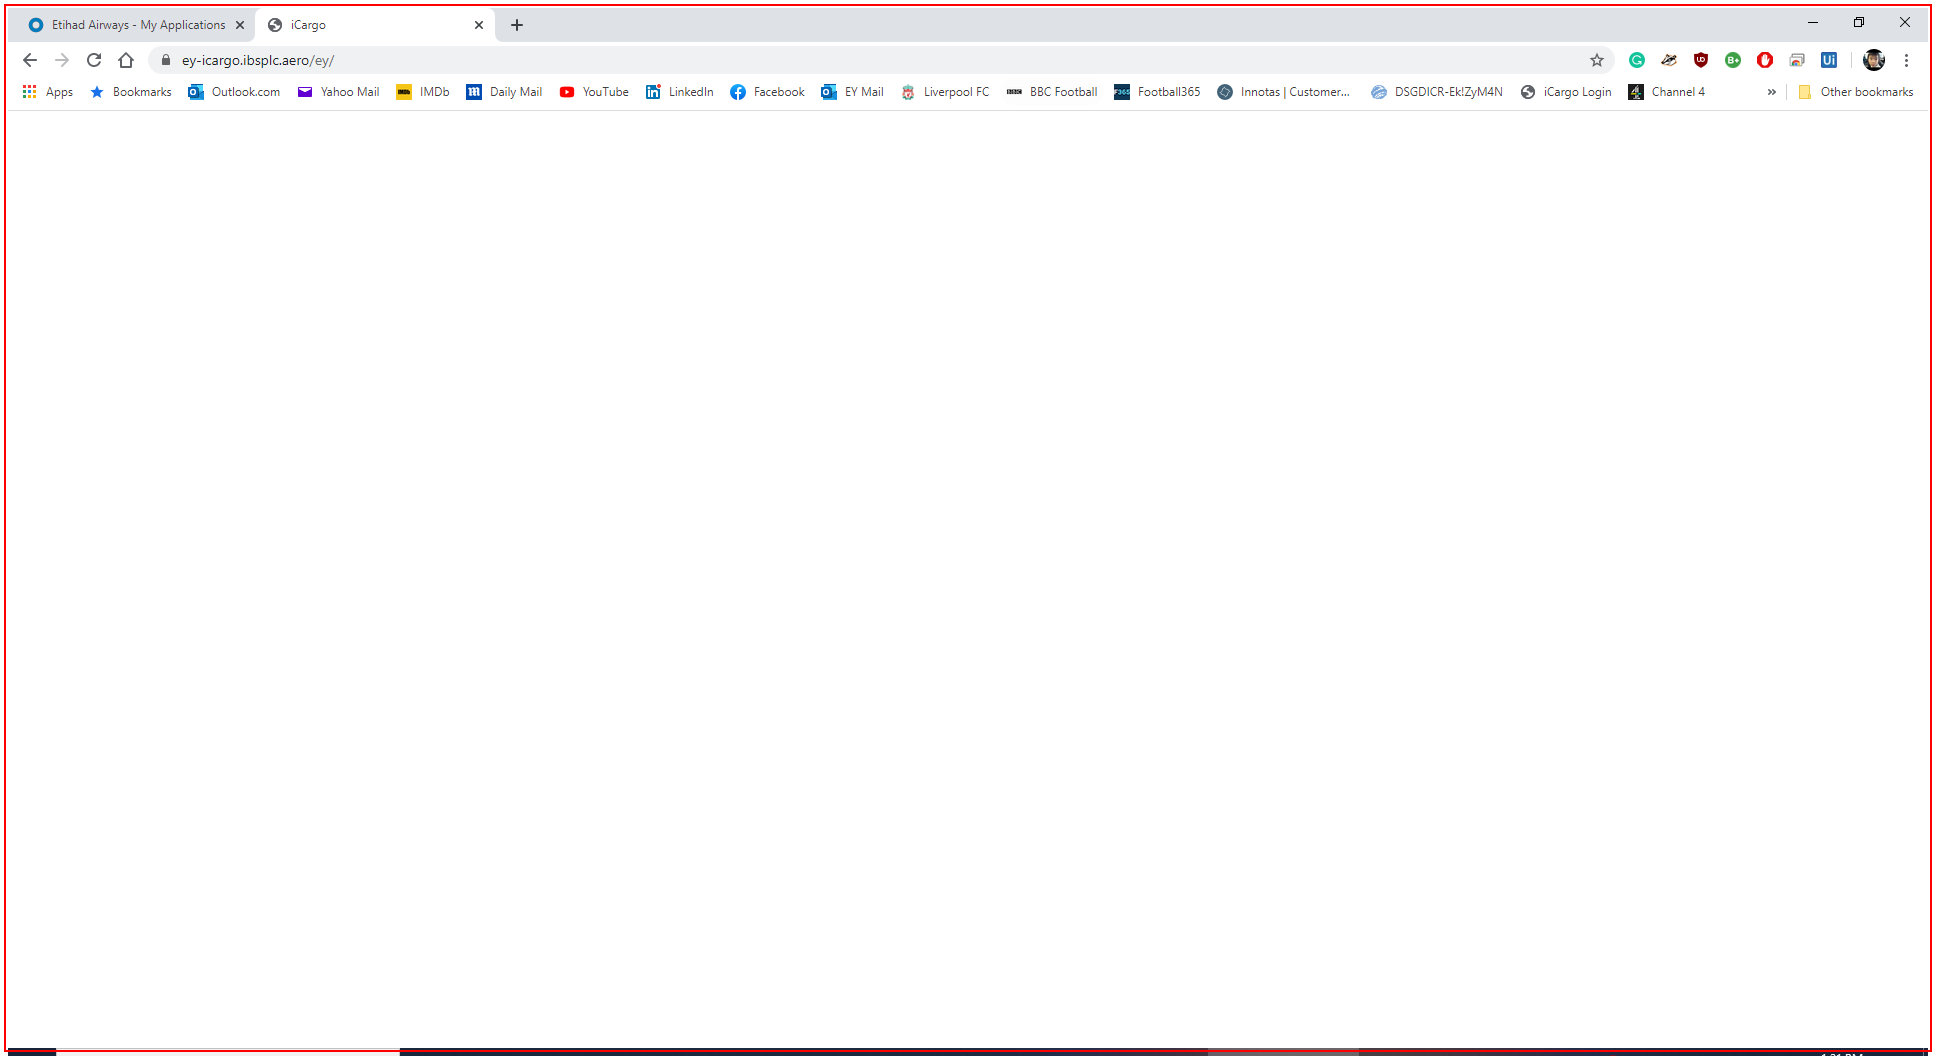 Etihad Airways - My Applications
iCargo
ey-icargo.ibsplc.aero/ey/
Apps Bookmarks Outlook.com Yahoo Mail IMDb Daily Mail YouTube LinkedIn Facebook EY Mail Liverpool FC BBC Football F365 Football365 Innotas | Customer... DSGDICR-Ek!ZyM4N iCargo Login Channel 4 » Other bookmarks